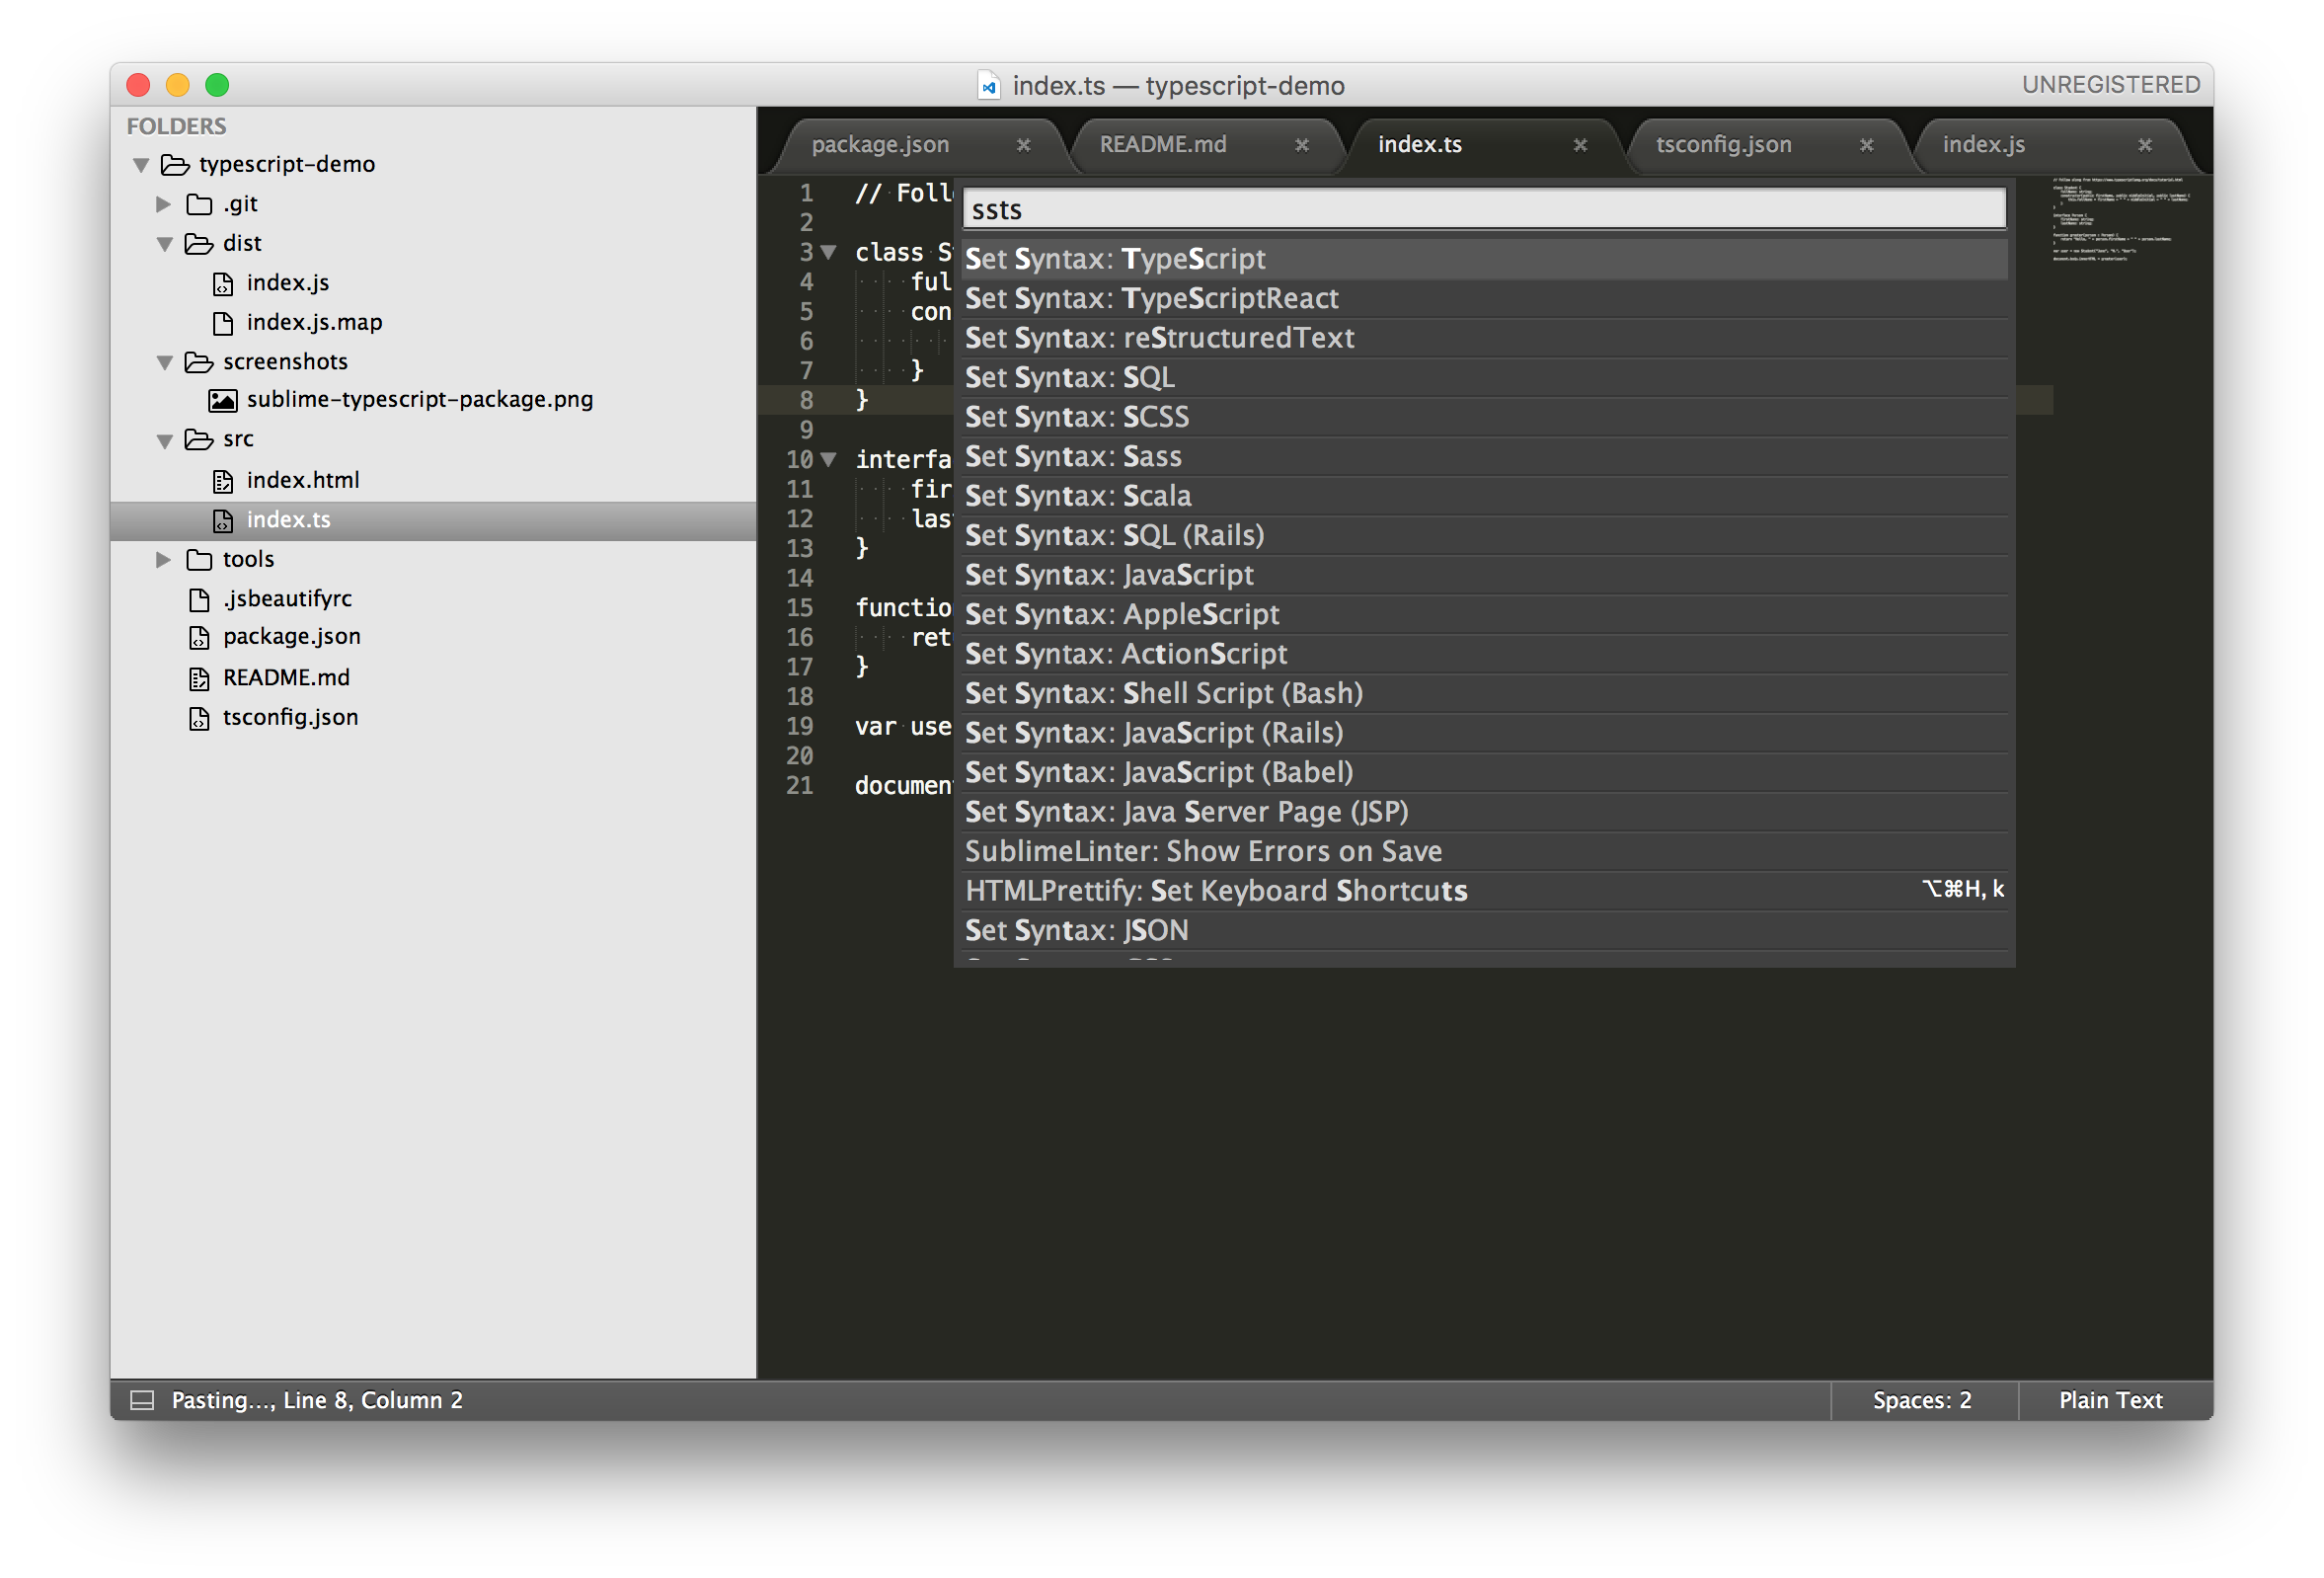 index.ts — typescript-demo
UNREGISTERED
FOLDERS
typescript-demo
.git
dist
index.js
index.js.map
screenshots
sublime-typescript-package.png
src
index.html
index.ts
tools
.jsbeautifyrc
package.json
README.md
tsconfig.json
package.json
README.md
index.ts
tsconfig.json
index.js
1 // Foll
2
3 class S
4 ful
5 con
6
7 }
8 }
9
10 interfa
11 fir
12 las
13 }
14
15 functio
16 ret
17 }
18
19 var use
20
21 documen
ssts
Set Syntax: TypeScript
Set Syntax: TypeScriptReact
Set Syntax: reStructuredText
Set Syntax: SQL
Set Syntax: SCSS
Set Syntax: Sass
Set Syntax: Scala
Set Syntax: SQL (Rails)
Set Syntax: JavaScript
Set Syntax: AppleScript
Set Syntax: ActionScript
Set Syntax: Shell Script (Bash)
Set Syntax: JavaScript (Rails)
Set Syntax: JavaScript (Babel)
Set Syntax: Java Server Page (JSP)
SublimeLinter: Show Errors on Save
HTMLPrettify: Set Keyboard Shortcuts ⌥⌘H, k
Set Syntax: JSON
Pasting..., Line 8, Column 2
Spaces: 2
Plain Text